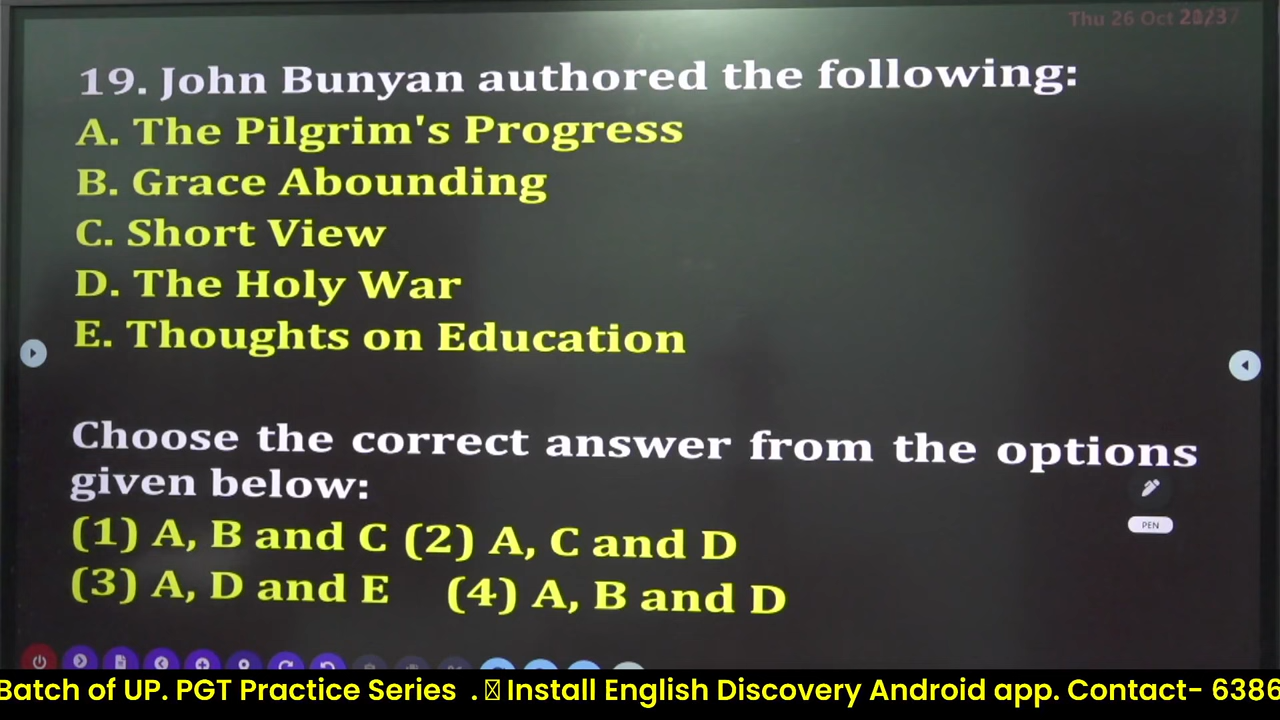 Thu 26 Oct
19. John Bunyan authored the following:
A. The Pilgrim's Progress
B. Grace Abounding
C. Short View
D. The Holy War
E. Thoughts on Education
Choose the correct answer from the options
given below:
PEN
(1) A, B and C (2) A, C and D
(3) A, D and E (4) A, B and D
Batch of UP. PGT Practice Series . Install English Discovery Android app. Contact- 6386